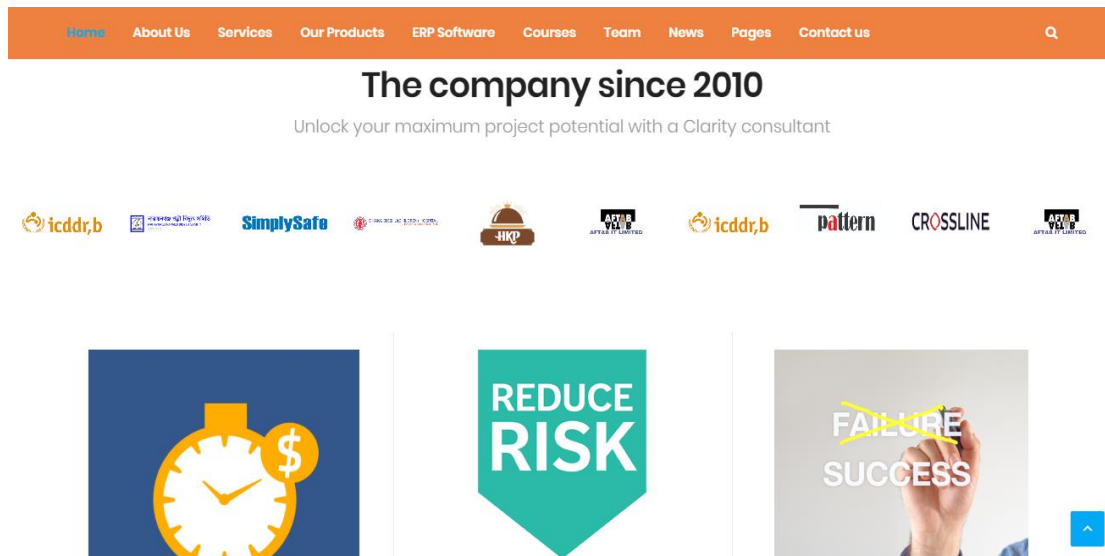 Home About Us Services Our Products ERP Software Courses Team News Pages Contact us
The company since 2010
Unlock your maximum project potential with a Clarity consultant
icddr,b
SimplySafe
HKP
AFTAB
AFTAB IT LIMITED
icddr,b
pattern
CROSSLINE
AFTAB
AFTAB IT LIMITED
$
REDUCE
RISK
FAILURE
SUCCESS